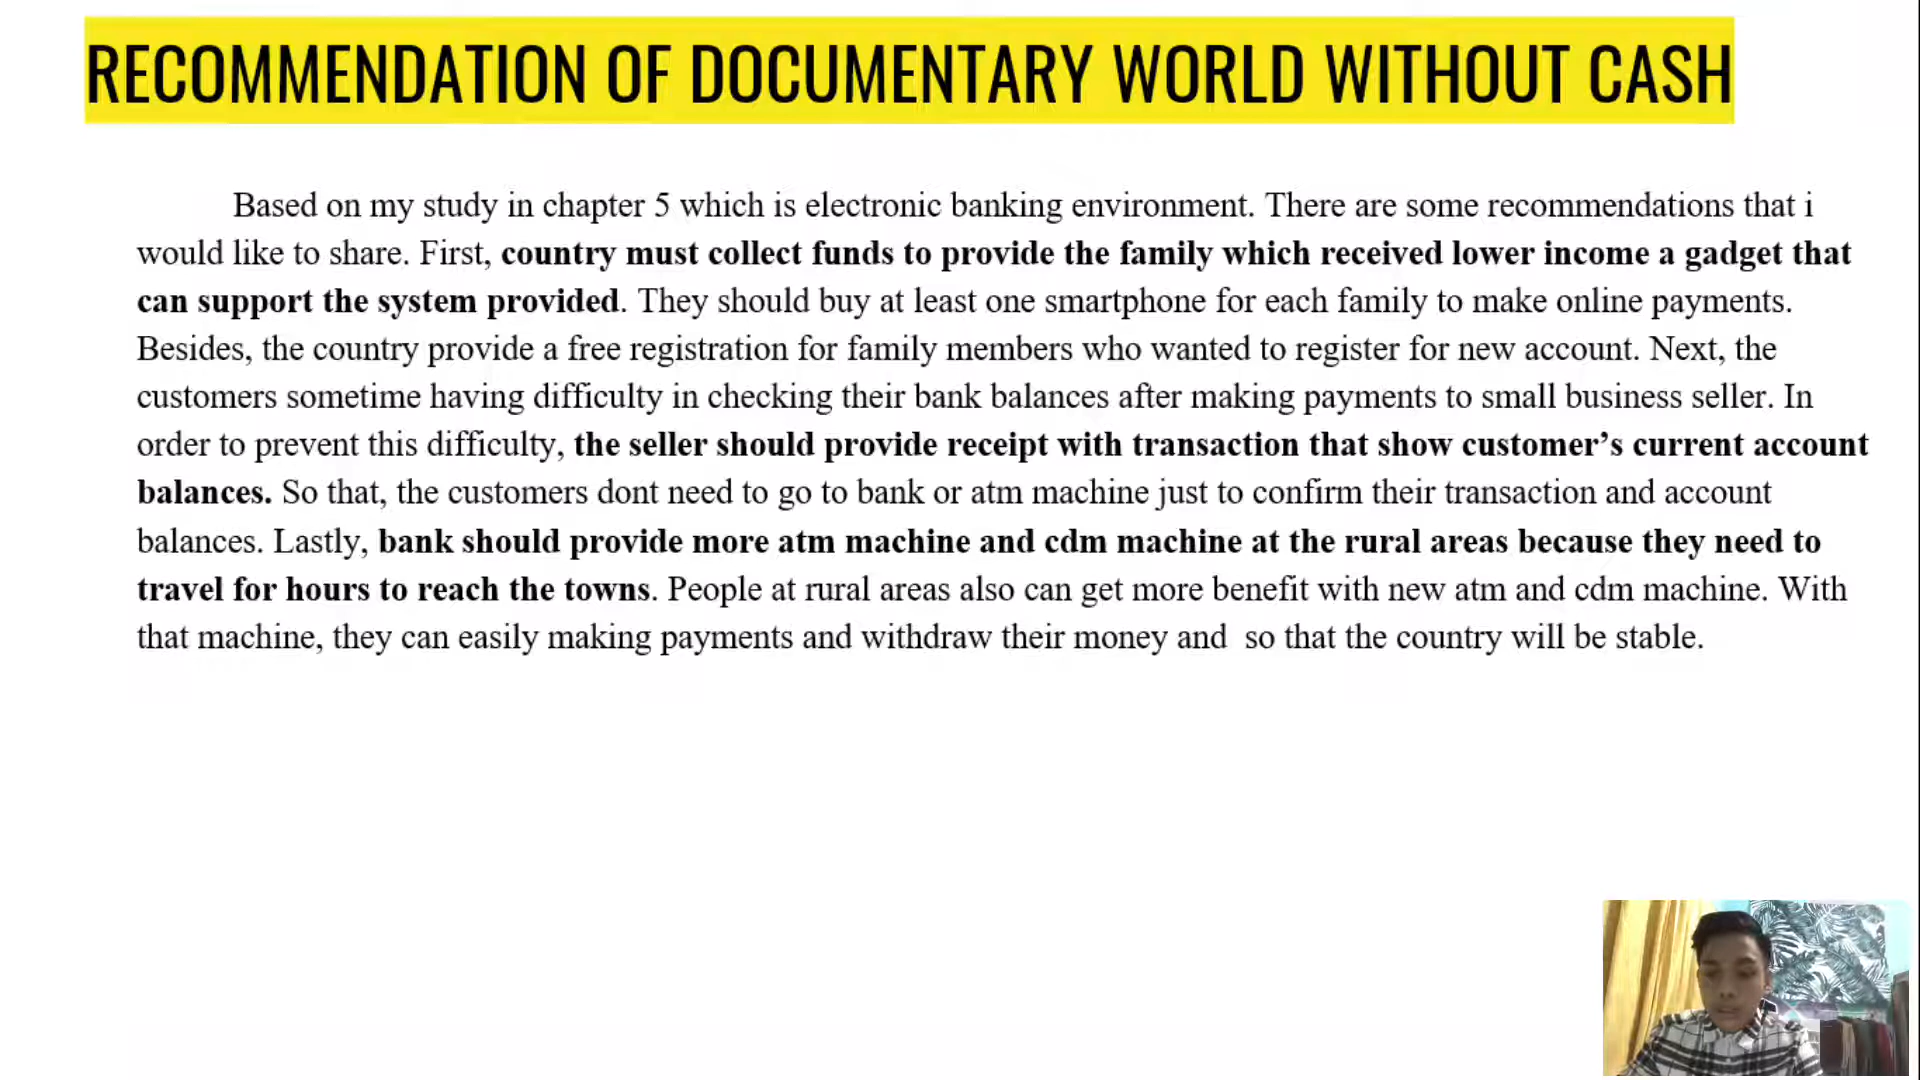 RECOMMENDATION OF DOCUMENTARY WORLD WITHOUT CASH
Based on my study in chapter 5 which is electronic banking environment. There are some recommendations that i
would like to share. First, country must collect funds to provide the family which received lower income a gadget that
can support the system provided. They should buy at least one smartphone for each family to make online payments.
Besides, the country provide a free registration for family members who wanted to register for new account. Next, the
customers sometime having difficulty in checking their bank balances after making payments to small business seller. In
order to prevent this difficulty, the seller should provide receipt with transaction that show customer’s current account
balances. So that, the customers dont need to go to bank or atm machine just to confirm their transaction and account
balances. Lastly, bank should provide more atm machine and cdm machine at the rural areas because they need to
travel for hours to reach the towns. People at rural areas also can get more benefit with new atm and cdm machine. With
that machine, they can easily making payments and withdraw their money and  so that the country will be stable.